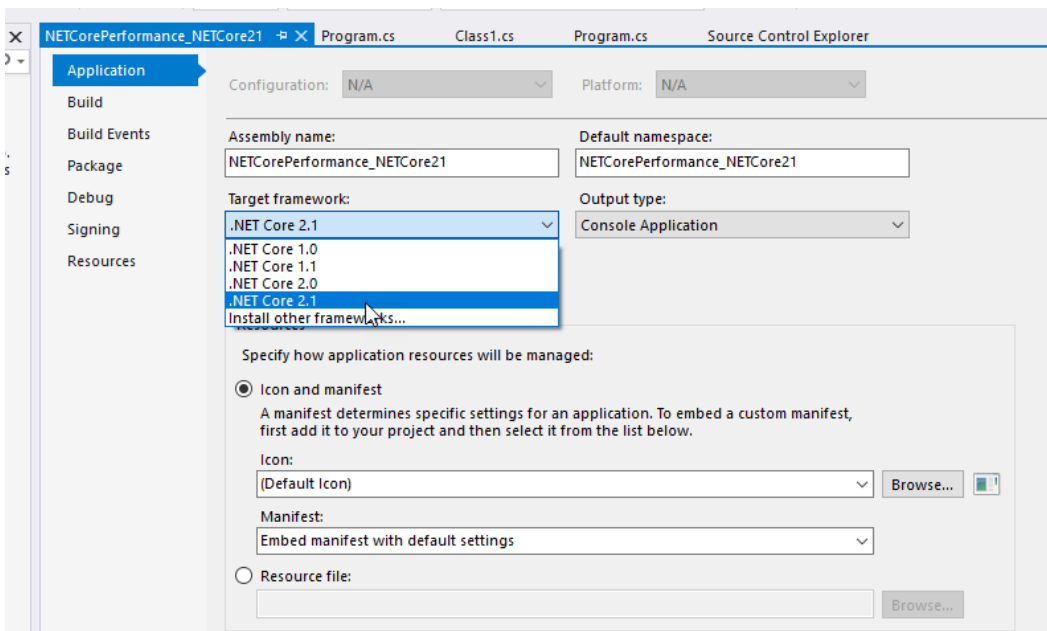 NETCorePerformance_NETCore21 Program.cs Class1.cs Program.cs Source Control Explorer
Application
Build
Build Events
Package
Debug
Signing
Resources
Configuration: N/A Platform: N/A
Assembly name: Default namespace:
NETCorePerformance_NETCore21 NETCorePerformance_NETCore21
Target framework: Output type:
.NET Core 2.1 Console Application
.NET Core 1.0
.NET Core 1.1
.NET Core 2.0
.NET Core 2.1
Install other frameworks...
Resources
Specify how application resources will be managed:
Icon and manifest
A manifest determines specific settings for an application. To embed a custom manifest,
first add it to your project and then select it from the list below.
Icon:
(Default Icon) Browse...
Manifest:
Embed manifest with default settings
Resource file:
Browse...